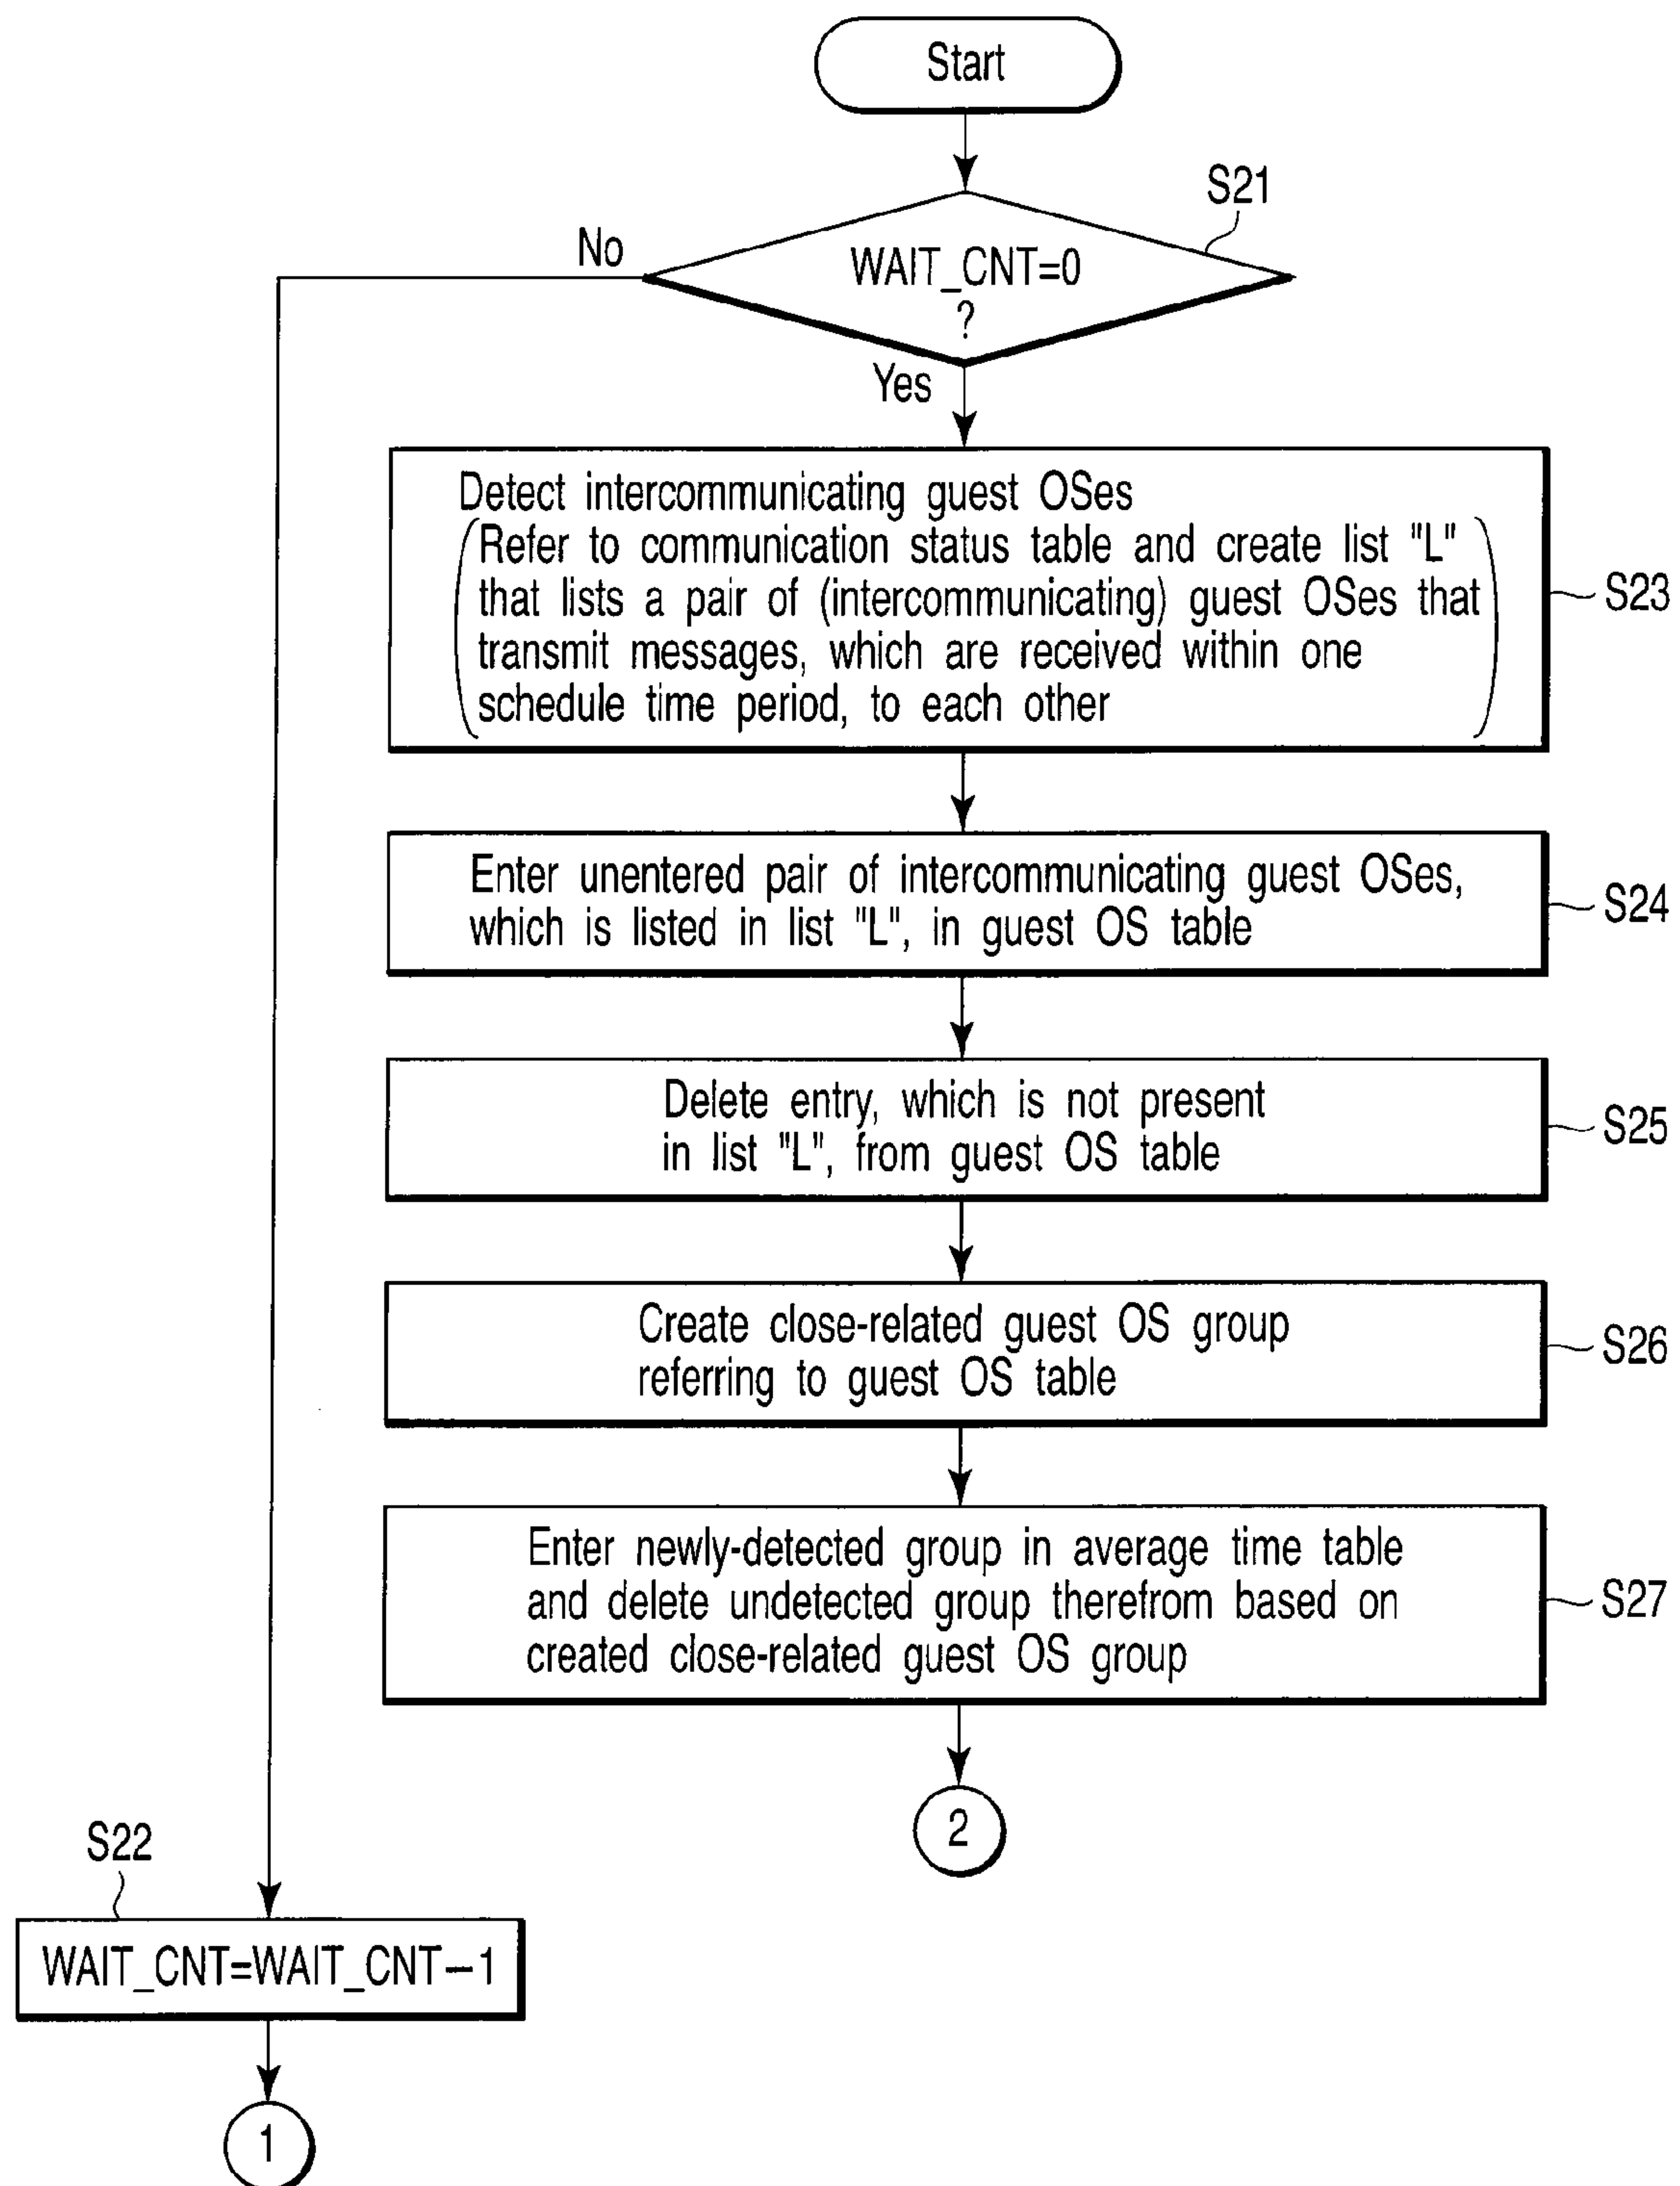 Start
S21
No
WAIT_CNT=0
?
Yes
Detect intercommunicating guest OSes
Refer to communication status table and create list "L"
that lists a pair of (intercommunicating) guest OSes that
transmit messages, which are received within one
schedule time period, to each other
S23
Enter unentered pair of intercommunicating guest OSes,
which is listed in list "L", in guest OS table
S24
Delete entry, which is not present
in list "L", from guest OS table
S25
Create close-related guest OS group
referring to guest OS table
S26
Enter newly-detected group in average time table
and delete undetected group therefrom based on
created close-related guest OS group
S27
2
S22
WAIT_CNT=WAIT_CNT−1
1